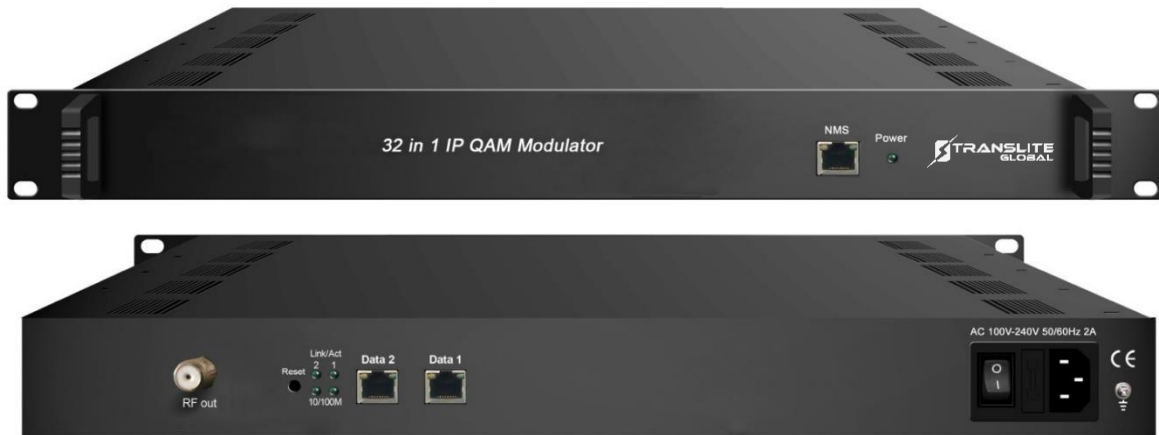 32 in 1 IP QAM Modulator
NMS
Power
TRANSLITE
GLOBAL
AC 100V-240V 50/60Hz 2A
Link/Act
2 1
Data 2
Data 1
Reset
10/100M
RF out
O
I
CE